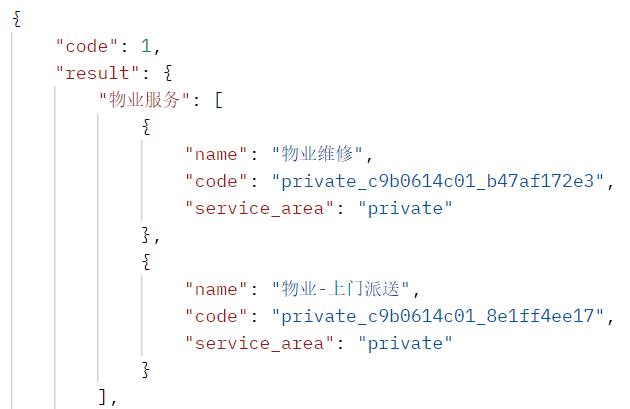 {
"code": 1,
"result": {
"物业服务": [
{
"name": "物业维修",
"code": "private_c9b0614c01_b47af172e3",
"service_area": "private"
},
{
"name": "物业-上门派送",
"code": "private_c9b0614c01_8e1ff4ee17",
"service_area": "private"
}
],